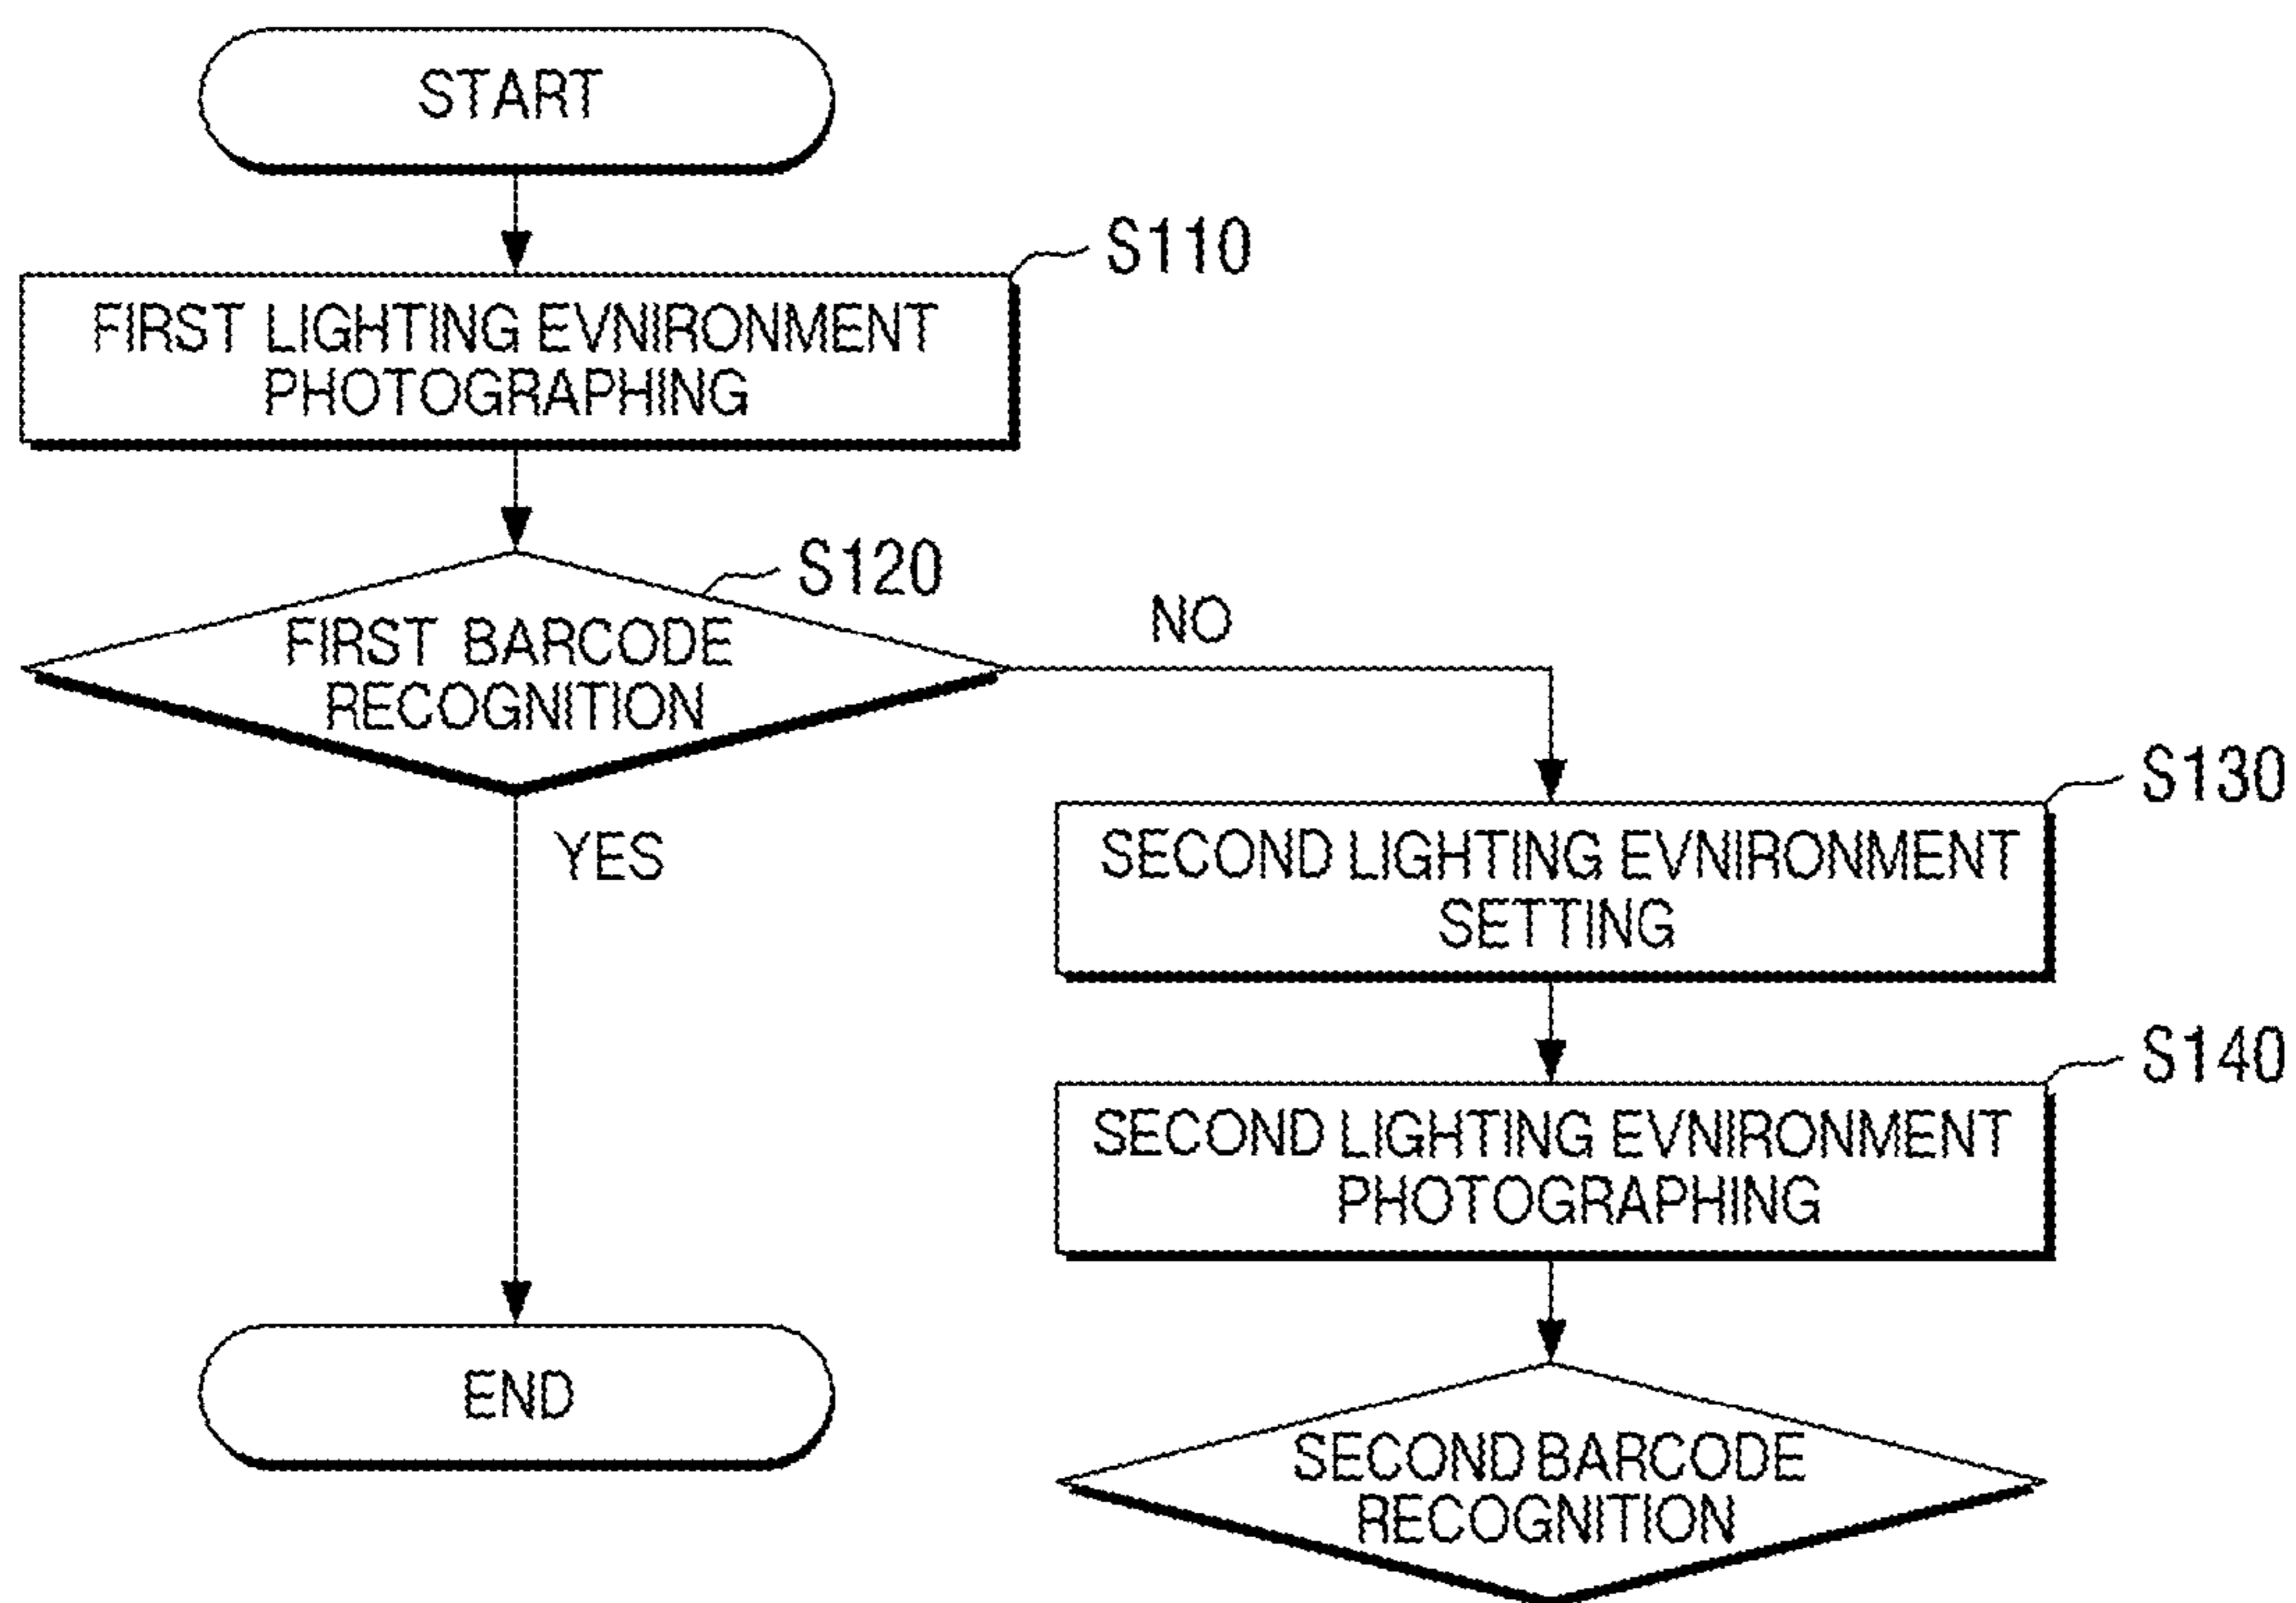 START
S110
FIRST LIGHTING EVNIRONMENT
PHOTOGRAPHING
S120
FIRST BARCODE
RECOGNITION
NO
YES
S130
SECOND LIGHTING EVNIRONMENT
SETTING
S140
SECOND LIGHTING EVNIRONMENT
PHOTOGRAPHING
END
SECOND BARCODE
RECOGNITION